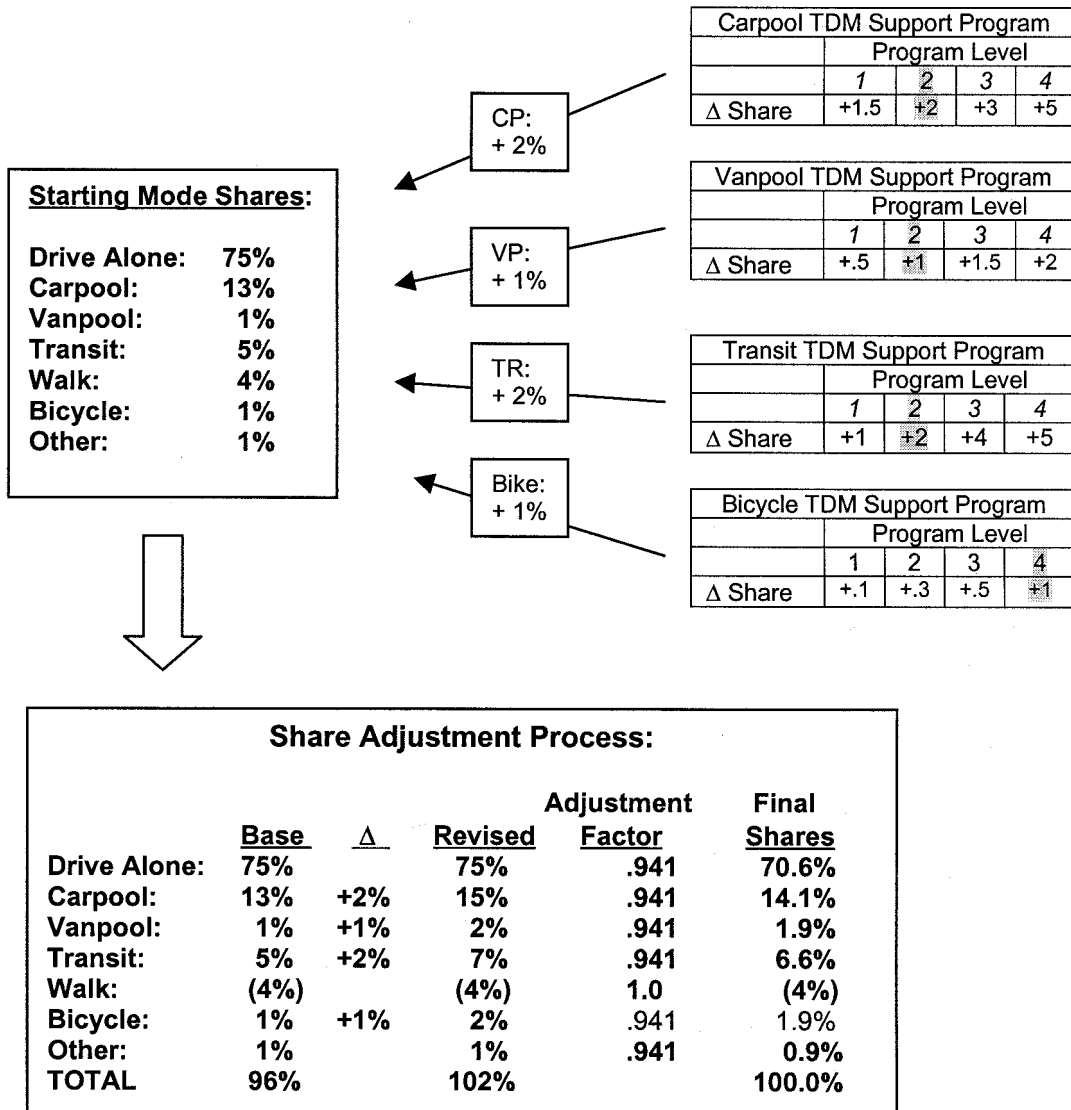 Carpool TDM Support Program
Program Level
1 2 3 4
Δ Share +1.5 +2 +3 +5
CP:
+ 2%
Vanpool TDM Support Program
Program Level
1 2 3 4
Δ Share +.5 +1 +1.5 +2
VP:
+ 1%
Transit TDM Support Program
Program Level
1 2 3 4
Δ Share +1 +2 +4 +5
TR:
+ 2%
Bicycle TDM Support Program
Program Level
1 2 3 4
Δ Share +.1 +.3 +.5 +1
Bike:
+ 1%
Starting Mode Shares:
Drive Alone: 75%
Carpool: 13%
Vanpool: 1%
Transit: 5%
Walk: 4%
Bicycle: 1%
Other: 1%
Share Adjustment Process:
Adjustment Final
Base Δ Revised Factor Shares
Drive Alone: 75% 75% .941 70.6%
Carpool: 13% +2% 15% .941 14.1%
Vanpool: 1% +1% 2% .941 1.9%
Transit: 5% +2% 7% .941 6.6%
Walk: (4%) (4%) 1.0 (4%)
Bicycle: 1% +1% 2% .941 1.9%
Other: 1% 1% .941 0.9%
TOTAL 96% 102% 100.0%